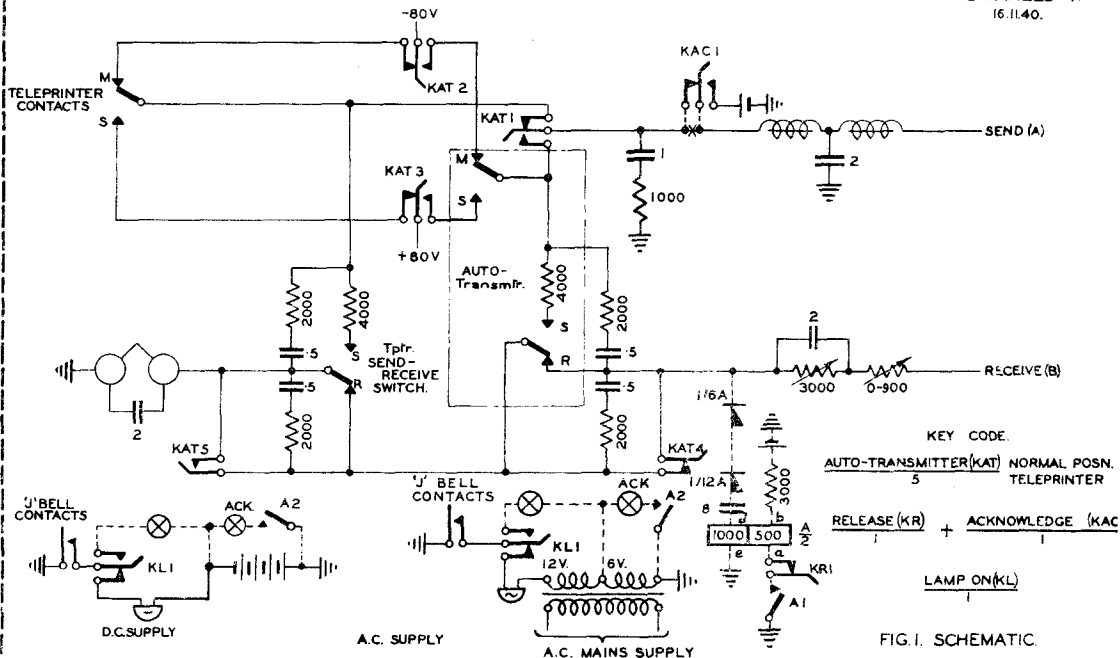 16.11.40.
-80V
KAT 2
M
TELEPRINTER
CONTACTS
S
KAC 1
KAT 1
SEND (A)
1
2
1000
M
S
KAT 3
+80V
AUTO-
Transmtr.
4000
2000
S
R
.5
.5
2000
2000
4000
.5
.5
2000
S
R
Tptr.
SEND-
RECEIVE
SWITCH.
2
KAT 5
KAT 4
2
3000
0-900
RECEIVE (B)
1/6A
1/12A
8
3000
d
b
1000
500
A
2
e
a
KR1
A1
KEY CODE.
AUTO-TRANSMITTER (KAT)
5
NORMAL POSN.
TELEPRINTER
RELEASE (KR)
1
+
ACKNOWLEDGE (KAC
1
LAMP ON (KL)
1
'J' BELL
CONTACTS
ACK.
A2
KL1
D.C. SUPPLY
'J' BELL
CONTACTS
ACK
A2
KL1
12V.
6V.
A.C. SUPPLY
A.C. MAINS SUPPLY
FIG. 1. SCHEMATIC.